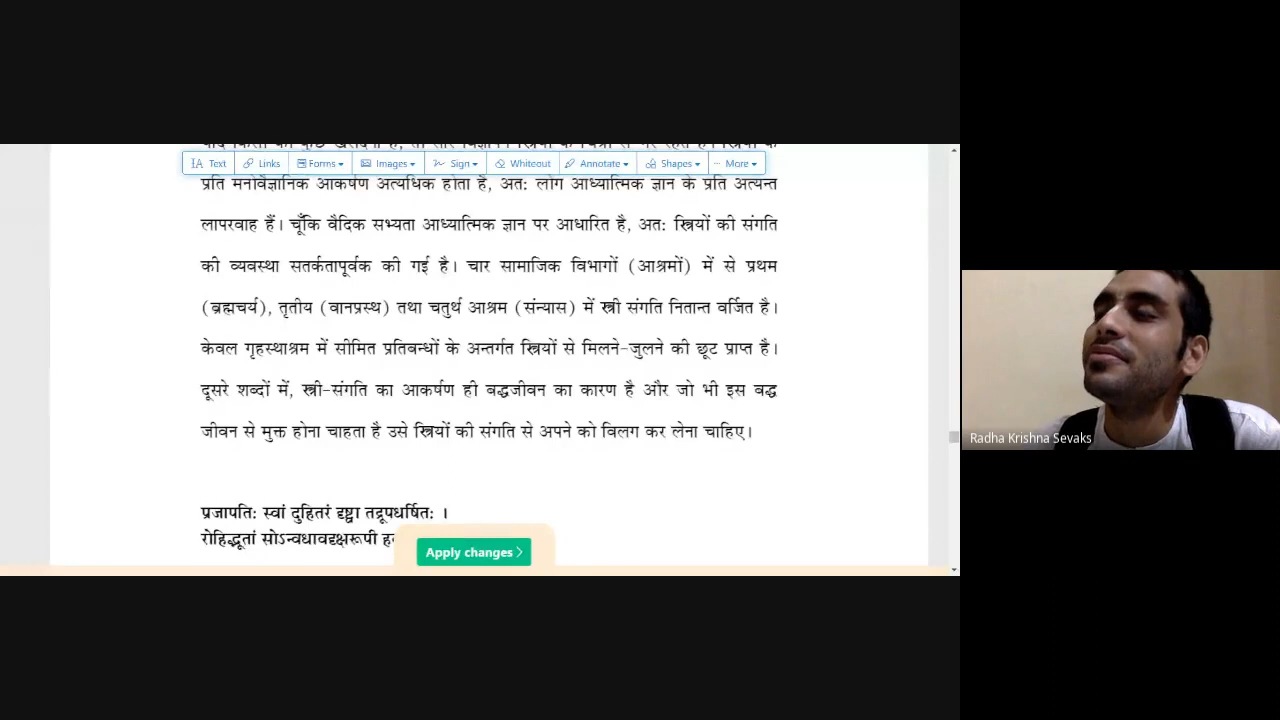 IA Text Links Forms Images Sign Whiteout Annotate Shapes More
प्रति मनोवैज्ञानिक आकर्षण अत्यधिक होता है, अतः लोग आध्यात्मिक ज्ञान के प्रति अत्यन्त
लापरवाह हैं। चूँकि वैदिक सभ्यता आध्यात्मिक ज्ञान पर आधारित है, अतः स्त्रियों की संगति
की व्यवस्था सतर्कतापूर्वक की गई है। चार सामाजिक विभागों (आश्रमों) में से प्रथम
(ब्रह्मचर्य), तृतीय (वानप्रस्थ) तथा चतुर्थ आश्रम (संन्यास) में स्त्री संगति नितान्त वर्जित है।
केवल गृहस्थाश्रम में सीमित प्रतिबन्धों के अन्तर्गत स्त्रियों से मिलने-जुलने की छूट प्राप्त है।
दूसरे शब्दों में, स्त्री-संगति का आकर्षण ही बद्धजीवन का कारण है और जो भी इस बद्ध
जीवन से मुक्त होना चाहता है उसे स्त्रियों की संगति से अपने को विलग कर लेना चाहिए।
Radha Krishna Sevaks
प्रजापतिः स्वां दुहितरं दृष्ट्वा तद्रूपधर्षितः ।
रोहिद्भूतां सोऽन्वधावदृक्षरूपी
Apply changes